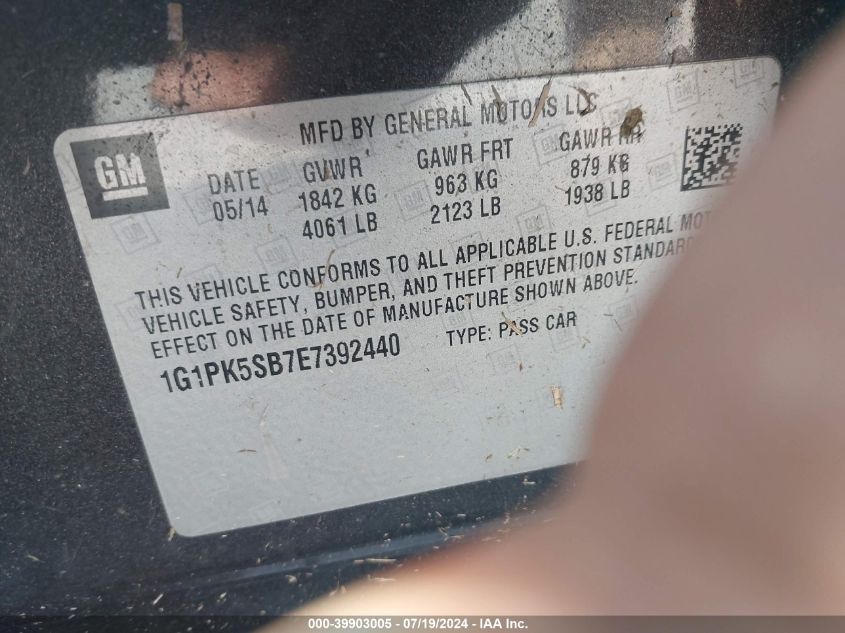 GM
MFD BY GENERAL MOTORS LLC
DATE GVWR GAWR FRT GAWR RR
05/14 1842 KG 963 KG 879 KG
4061 LB 2123 LB 1938 LB
THIS VEHICLE CONFORMS TO ALL APPLICABLE U.S. FEDERAL
VEHICLE SAFETY, BUMPER, AND THEFT PREVENTION
EFFECT ON THE DATE OF MANUFACTURE SHOWN ABOVE.
1G1PK5SB7E7392440 TYPE: PASS CAR
000-39903005 - 07/19/2024 - IAA Inc.